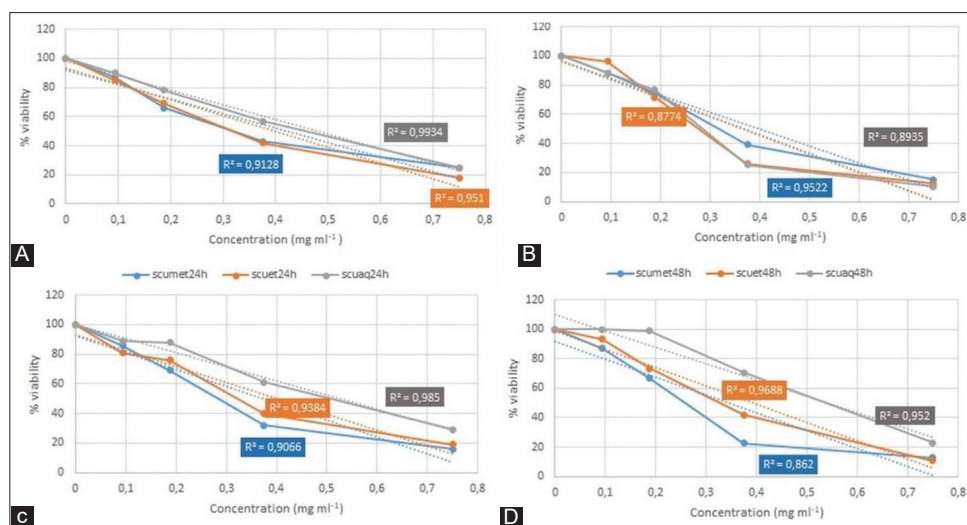 120
100
80
60
40
20
0
% viability
R² = 0,9934
R² = 0,9128
R² = 0,951
0 0,1 0,2 0,3 0,4 0,5 0,6 0,7 0,8
Concentration (mg ml⁻¹ )
A
120
100
80
60
40
20
0
% viability
R² = 0,8774
R² = 0,8935
R² = 0,9522
0 0,1 0,2 0,3 0,4 0,5 0,6 0,7 0,8
Concentration (mg ml⁻¹)
B
scumet24h scuet24h scuaq24h
120
100
80
60
40
20
0
% viability
R² = 0,985
R² = 0,9384
R² = 0,9066
0 0,1 0,2 0,3 0,4 0,5 0,6 0,7 0,8
Concentration (mg ml⁻¹)
c
scumet48h scuet48h scuaq48h
120
100
80
60
40
20
0
% viability
R² = 0,9688
R² = 0,952
R² = 0,862
0 0,1 0,2 0,3 0,4 0,5 0,6 0,7 0,8
Concentration (mg ml⁻¹)
D